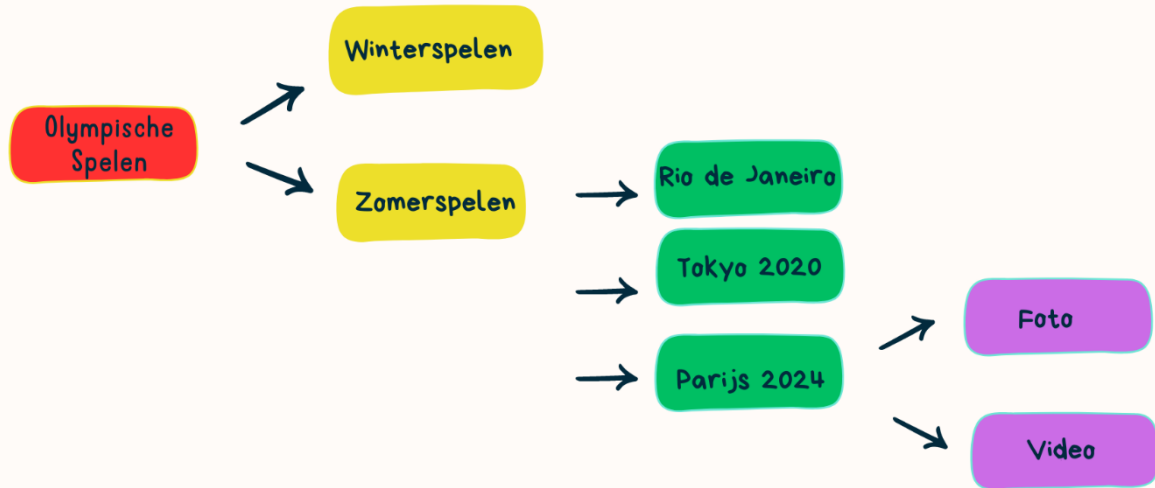 Olympische
Spelen
Winterspelen
Zomerspelen
Rio de Janeiro
Tokyo 2020
Parijs 2024
Foto
Video